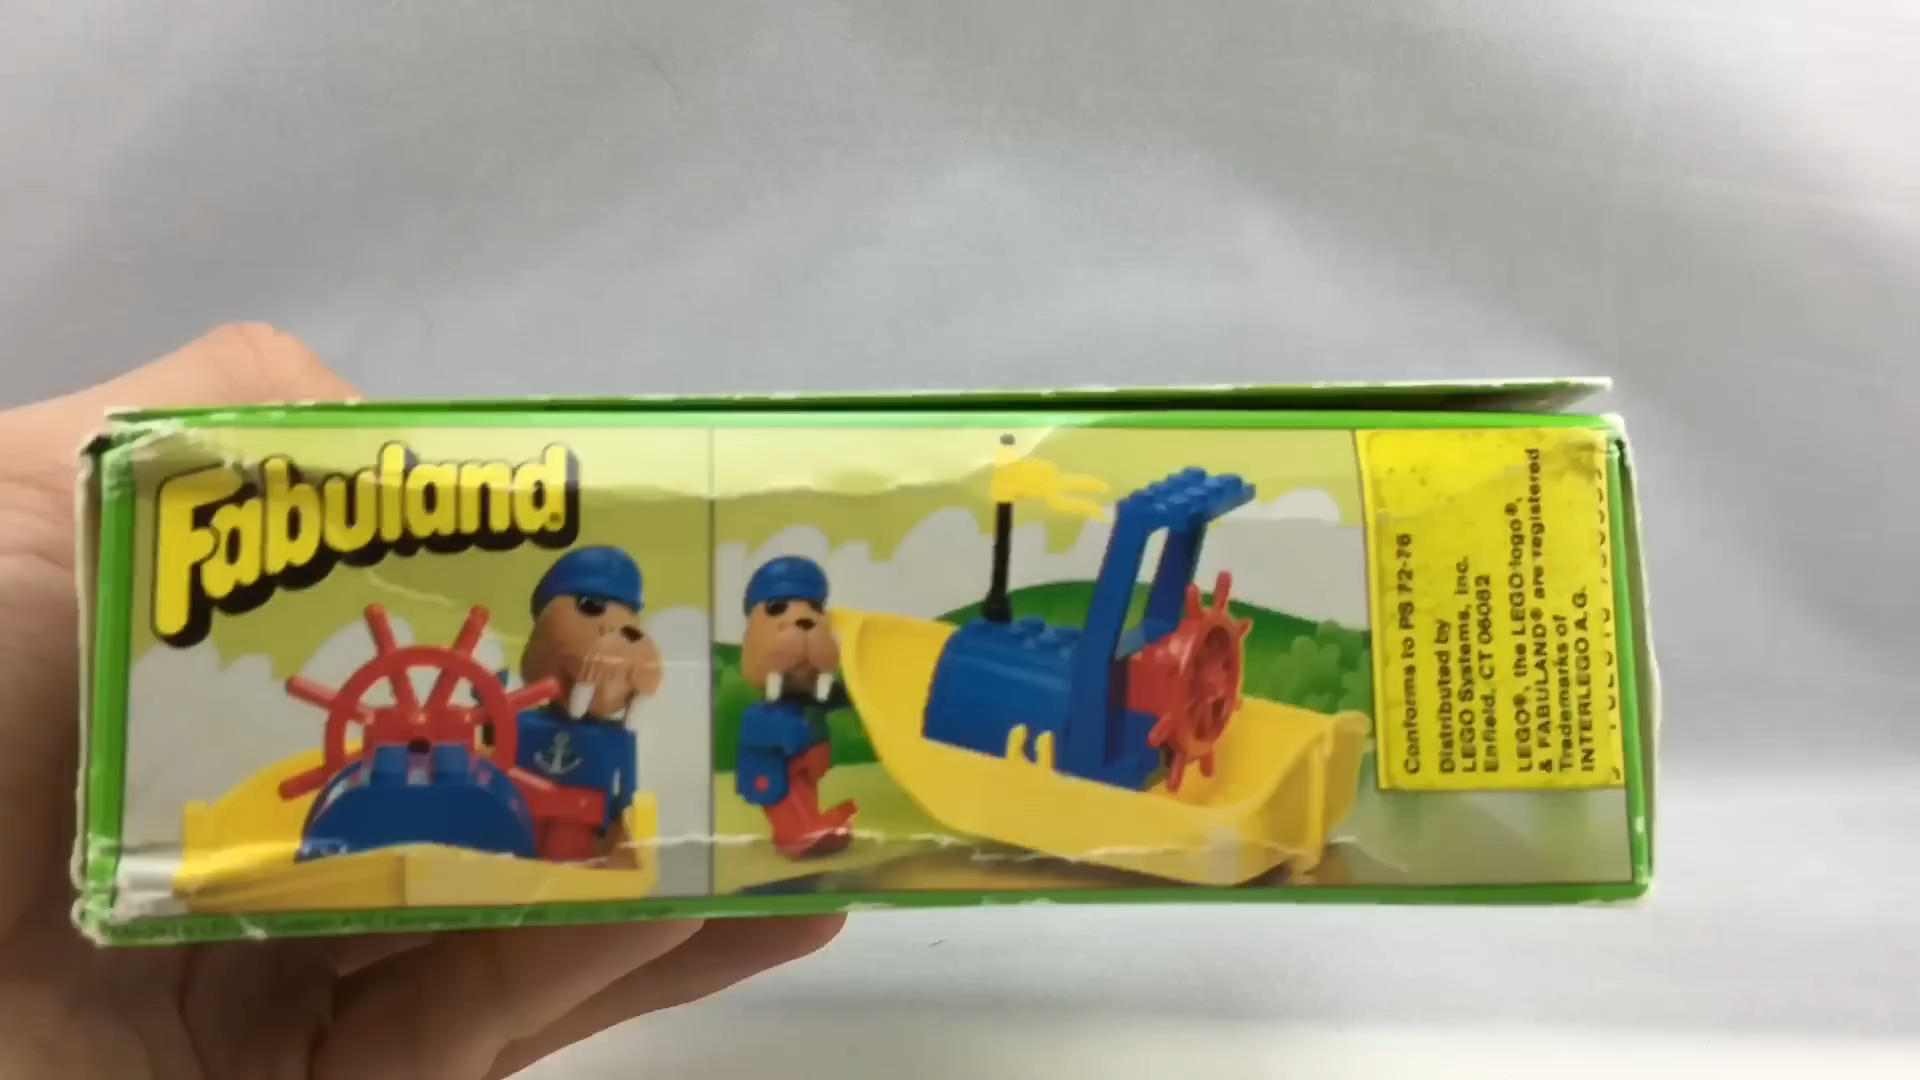 Fabuland
Conforms to PS 72-76
Distributed by
LEGO Systems, Inc.
Enfield, CT 06082
LEGO®, the LEGO logo®,
& FABULAND® are registered
Trademarks of
INTERLEGO A.G.